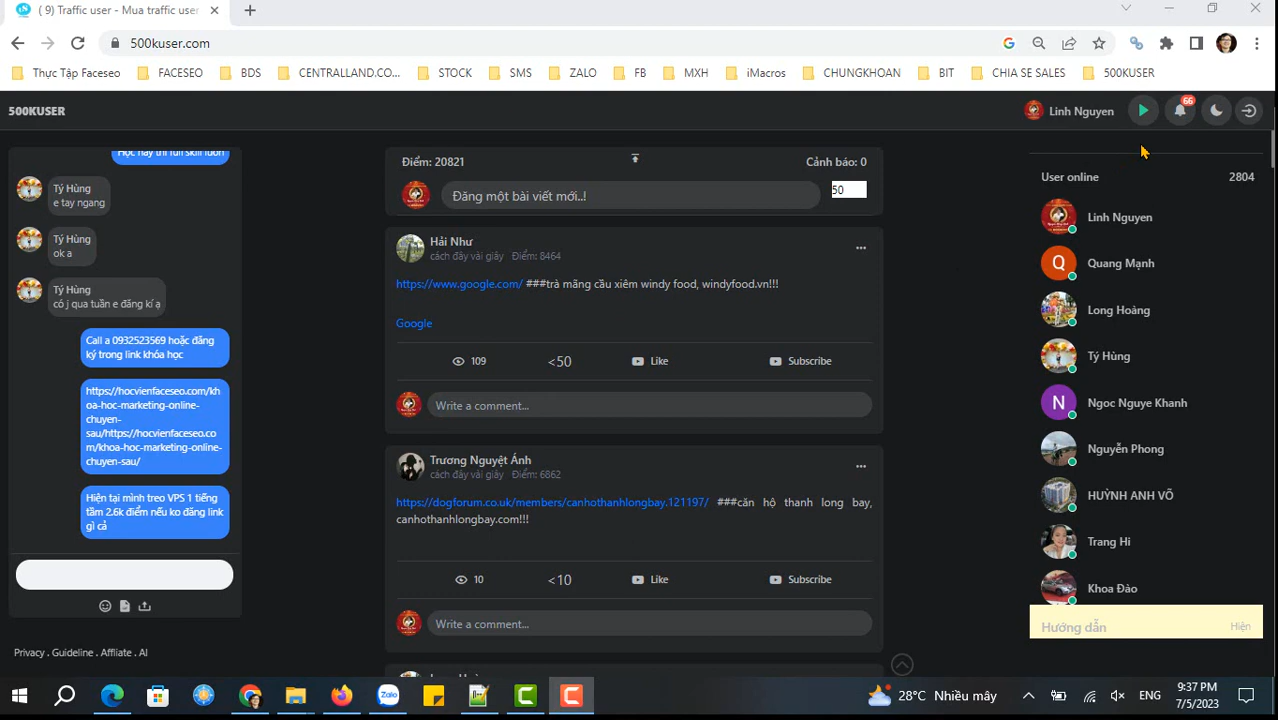 ( 9) Traffic user - Mua traffic user
500kuser.com
Thực Tập Faceseo
FACESEO
BDS
CENTRALLAND.CO...
STOCK
SMS
ZALO
FB
MXH
iMacros
CHUNGKHOAN
BIT
CHIA SE SALES
500KUSER
500KUSER
Linh Nguyen
66
Học này thì full skill luôn
Tý Hùng
e tay ngang
Tý Hùng
ok a
Tý Hùng
có j qua tuần e đăng kí ạ
Call a 0932523569 hoặc đăng
ký trong link khóa học
https://hocvienfaceseo.com/kh
oa-hoc-marketing-online-
chuyen-
sau/https://hocvienfaceseo.co
m/khoa-hoc-marketing-online-
chuyen-sau/
Hiện tại mình treo VPS 1 tiếng
tầm 2.6k điểm nếu ko đăng link
gì cả
Privacy . Guideline . Affliate . AI
Điểm: 20821
Cảnh báo: 0
Đăng một bài viết mới..!
50
Hải Như
cách đây vài giây Điểm: 8464
https://www.google.com/ ###trà mãng cầu xiêm windy food, windyfood.vn!!!
Google
109
<50
Like
Subscribe
Write a comment...
Trương Nguyệt Ánh
cách đây vài giây Điểm: 6862
https://dogforum.co.uk/members/canhothanhlongbay.121197/ ###căn hộ thanh long bay,
canhothanhlongbay.com!!!
10
<10
Like
Subscribe
Write a comment...
User online
2804
Linh Nguyen
Q
Quang Mạnh
Long Hoàng
Tý Hùng
N
Ngoc Nguye Khanh
Nguyễn Phong
HUỲNH ANH VÕ
Trang Hi
Khoa Đào
Hướng dẫn
Hiện
28°C Nhiều mây
ENG
9:37 PM
7/5/2023